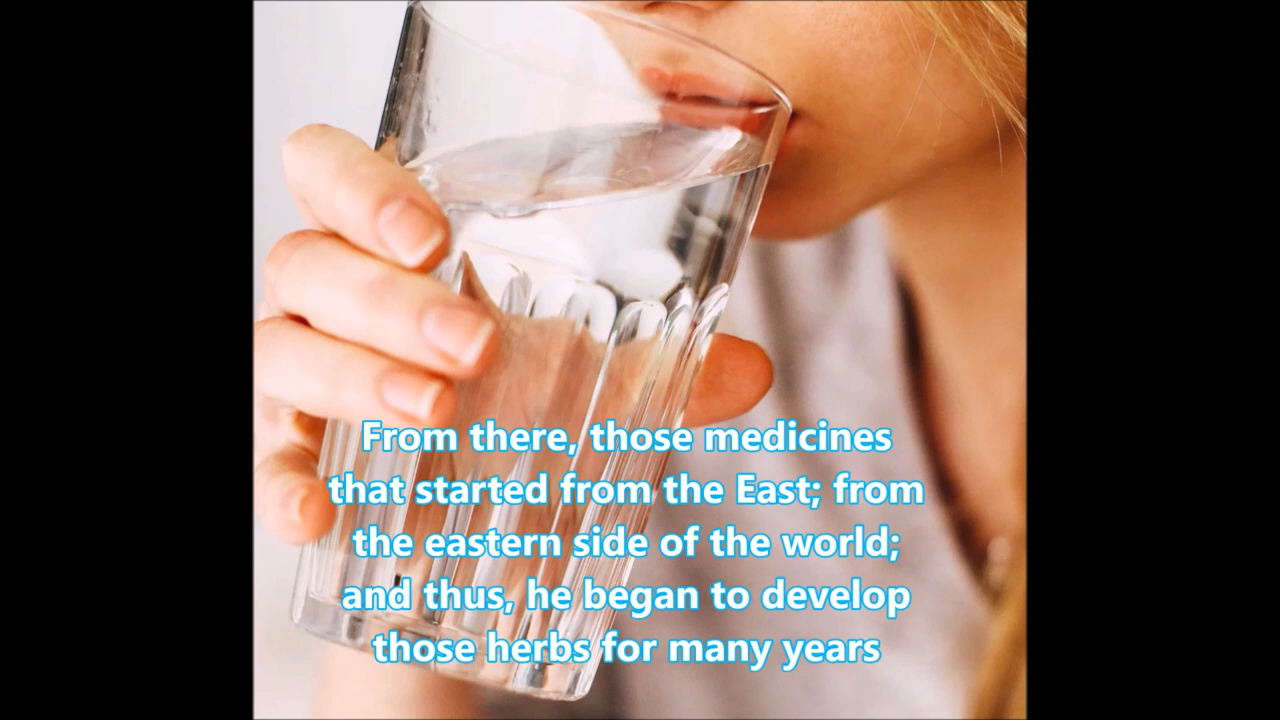 From there, those medicines
that started from the East; from
the eastern side of the world;
and thus, he began to develop
those herbs for many years